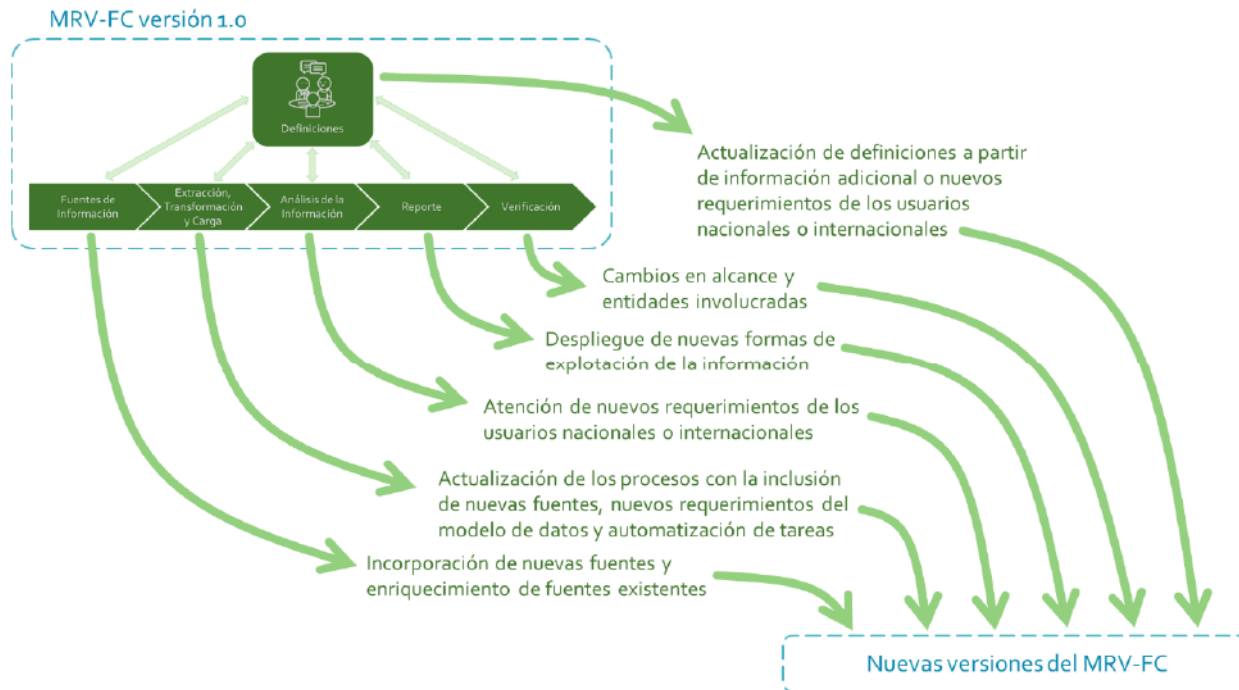 MRV-FC versión 1.0
Definiciones
Fuentes de
Información
Extracción,
Transformación
y Carga
Análisis de la
Información
Reporte
Verificación
Actualización de definiciones a partir
de información adicional o nuevos
requerimientos de los usuarios
nacionales o internacionales
Cambios en alcance y
entidades involucradas
Despliegue de nuevas formas de
explotación de la información
Atención de nuevos requerimientos de los
usuarios nacionales o internacionales
Actualización de los procesos con la inclusión
de nuevas fuentes, nuevos requerimientos del
modelo de datos y automatización de tareas
Incorporación de nuevas fuentes y
enriquecimiento de fuentes existentes
Nuevas versiones del MRV-FC